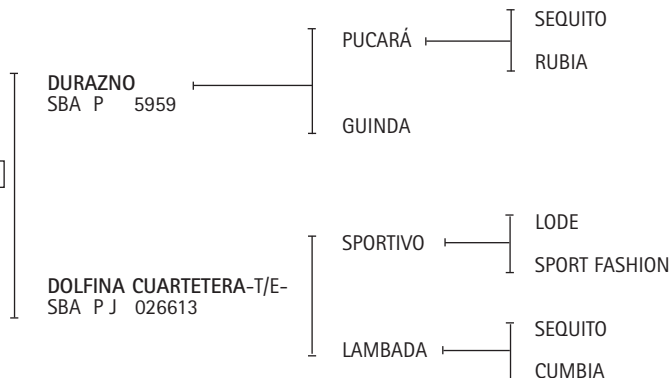 SEQUITO
PUCARÁ
RUBIA
DURAZNO
SBA P 5959
GUINDA
LODE
SPORTIVO
SPORT FASHION
DOLFINA CUARTETERA-T/E-
SBA P J 026613
SEQUITO
LAMBADA
CUMBIA